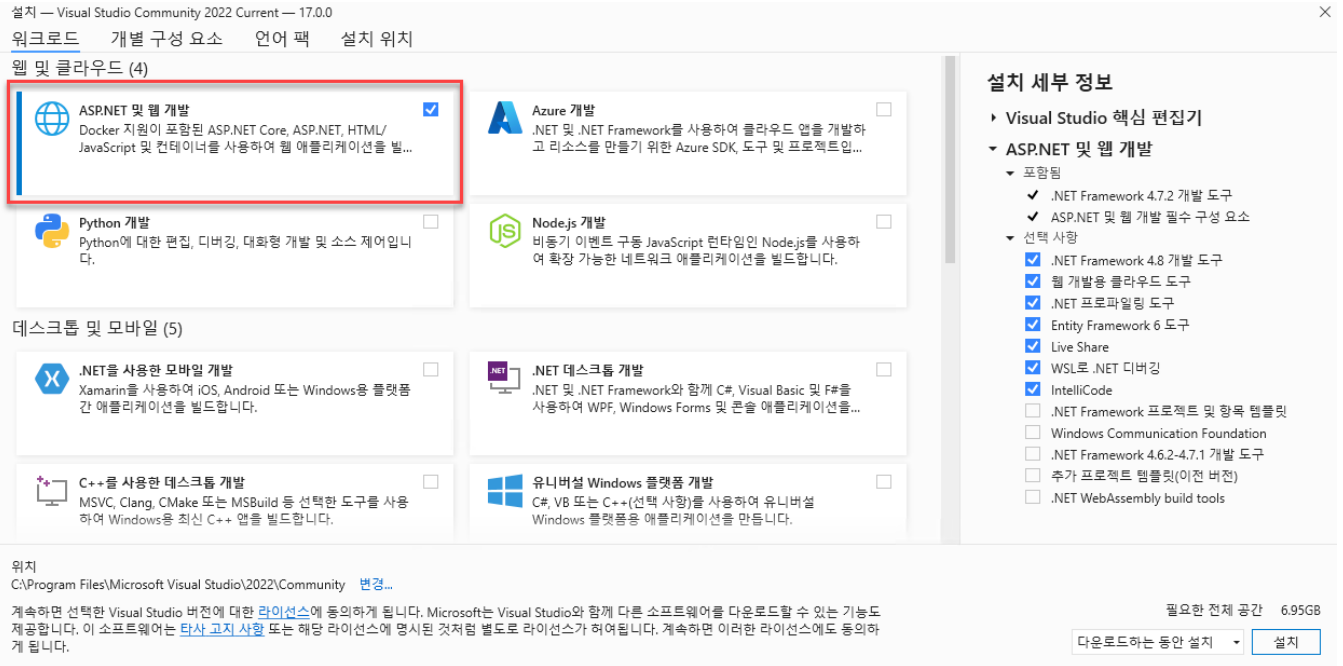 설치 — Visual Studio Community 2022 Current — 17.0.0
워크로드 개별 구성 요소 언어 팩 설치 위치
웹 및 클라우드 (4)
ASP.NET 및 웹 개발
Docker 지원이 포함된 ASP.NET Core, ASP.NET, HTML/
JavaScript 및 컨테이너를 사용하여 웹 애플리케이션을 빌...
Azure 개발
.NET 및 .NET Framework를 사용하여 클라우드 앱을 개발하
고 리소스를 만들기 위한 Azure SDK, 도구 및 프로젝트입...
Python 개발
Python에 대한 편집, 디버깅, 대화형 개발 및 소스 제어입니
다.
Node.js 개발
비동기 이벤트 구동 JavaScript 런타임인 Node.js를 사용하
여 확장 가능한 네트워크 애플리케이션을 빌드합니다.
데스크톱 및 모바일 (5)
.NET을 사용한 모바일 개발
Xamarin을 사용하여 iOS, Android 또는 Windows용 플랫폼
간 애플리케이션을 빌드합니다.
.NET
.NET 데스크톱 개발
.NET 및 .NET Framework와 함께 C#, Visual Basic 및 F#을
사용하여 WPF, Windows Forms 및 콘솔 애플리케이션을...
C++를 사용한 데스크톱 개발
MSVC, Clang, CMake 또는 MSBuild 등 선택한 도구를 사용
하여 Windows용 최신 C++ 앱을 빌드합니다.
유니버설 Windows 플랫폼 개발
C#, VB 또는 C++(선택 사항)를 사용하여 유니버설
Windows 플랫폼용 애플리케이션을 만듭니다.
설치 세부 정보
Visual Studio 핵심 편집기
ASP.NET 및 웹 개발
포함됨
.NET Framework 4.7.2 개발 도구
ASP.NET 및 웹 개발 필수 구성 요소
선택 사항
.NET Framework 4.8 개발 도구
웹 개발용 클라우드 도구
.NET 프로파일링 도구
Entity Framework 6 도구
Live Share
WSL로 .NET 디버깅
IntelliCode
.NET Framework 프로젝트 및 항목 템플릿
Windows Communication Foundation
.NET Framework 4.6.2-4.7.1 개발 도구
추가 프로젝트 템플릿(이전 버전)
.NET WebAssembly build tools
위치
C:\Program Files\Microsoft Visual Studio\2022\Community 변경...
계속하면 선택한 Visual Studio 버전에 대한 라이선스에 동의하게 됩니다. Microsoft는 Visual Studio와 함께 다른 소프트웨어를 다운로드할 수 있는 기능도
제공합니다. 이 소프트웨어는 타사 고지 사항 또는 해당 라이선스에 명시된 것처럼 별도로 라이선스가 허여됩니다. 계속하면 이러한 라이선스에도 동의하
게 됩니다.
필요한 전체 공간 6.95GB
다운로드하는 동안 설치 설치